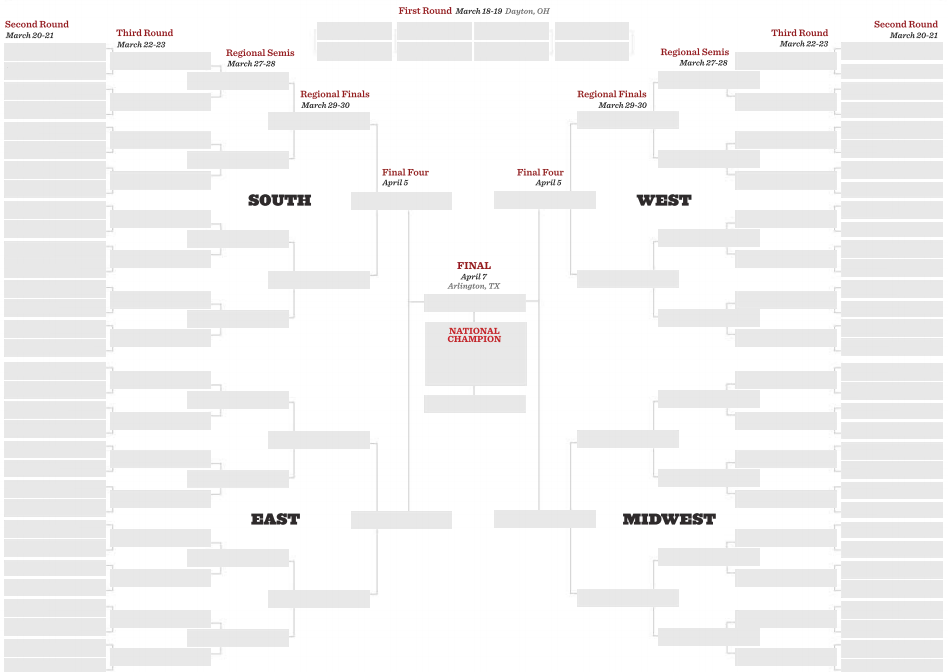 First Round March 18-19 Dayton, OH
Second Round
March 20-21
Third Round
March 22-23
Regional Semis
March 27-28
Regional Finals
March 29-30
Final Four
April 5
Second Round
March 20-21
Third Round
March 22-23
Regional Semis
March 27-28
Regional Finals
March 29-30
Final Four
April 5
SOUTH
WEST
FINAL
April 7
Arlington, TX
NATIONAL
CHAMPION
EAST
MIDWEST